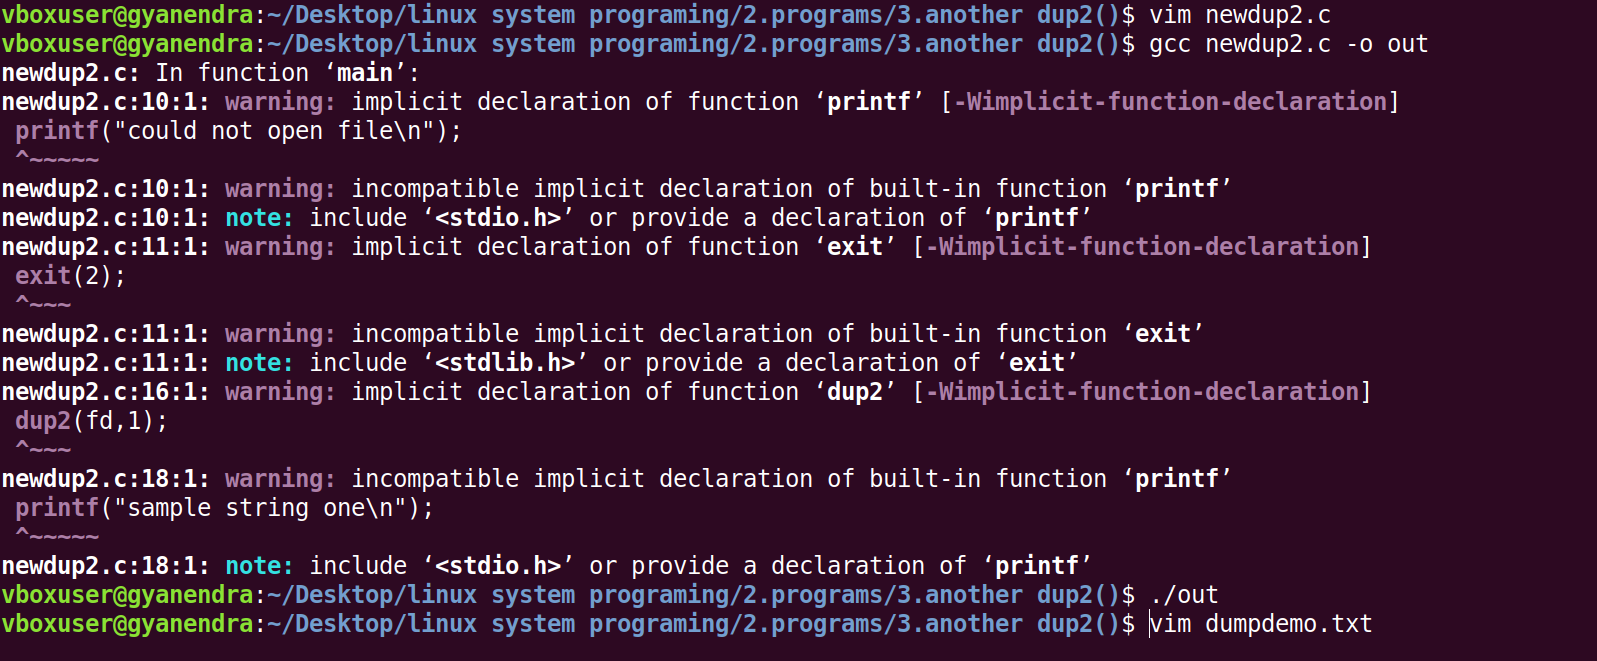 vboxuser@gyanendra:~/Desktop/linux system programing/2.programs/3.another dup2()$ vim newdup2.c
vboxuser@gyanendra:~/Desktop/linux system programing/2.programs/3.another dup2()$ gcc newdup2.c -o out
newdup2.c: In function ‘main’:
newdup2.c:10:1: warning: implicit declaration of function ‘printf’ [-Wimplicit-function-declaration]
 printf("could not open file\n");
 ^~~~~~
newdup2.c:10:1: warning: incompatible implicit declaration of built-in function ‘printf’
newdup2.c:10:1: note: include ‘<stdio.h>’ or provide a declaration of ‘printf’
newdup2.c:11:1: warning: implicit declaration of function ‘exit’ [-Wimplicit-function-declaration]
 exit(2);
 ^~~~
newdup2.c:11:1: warning: incompatible implicit declaration of built-in function ‘exit’
newdup2.c:11:1: note: include ‘<stdlib.h>’ or provide a declaration of ‘exit’
newdup2.c:16:1: warning: implicit declaration of function ‘dup2’ [-Wimplicit-function-declaration]
 dup2(fd,1);
 ^~~~
newdup2.c:18:1: warning: incompatible implicit declaration of built-in function ‘printf’
 printf("sample string one\n");
 ^~~~~~
newdup2.c:18:1: note: include ‘<stdio.h>’ or provide a declaration of ‘printf’
vboxuser@gyanendra:~/Desktop/linux system programing/2.programs/3.another dup2()$ ./out
vboxuser@gyanendra:~/Desktop/linux system programing/2.programs/3.another dup2()$ vim dumpdemo.txt